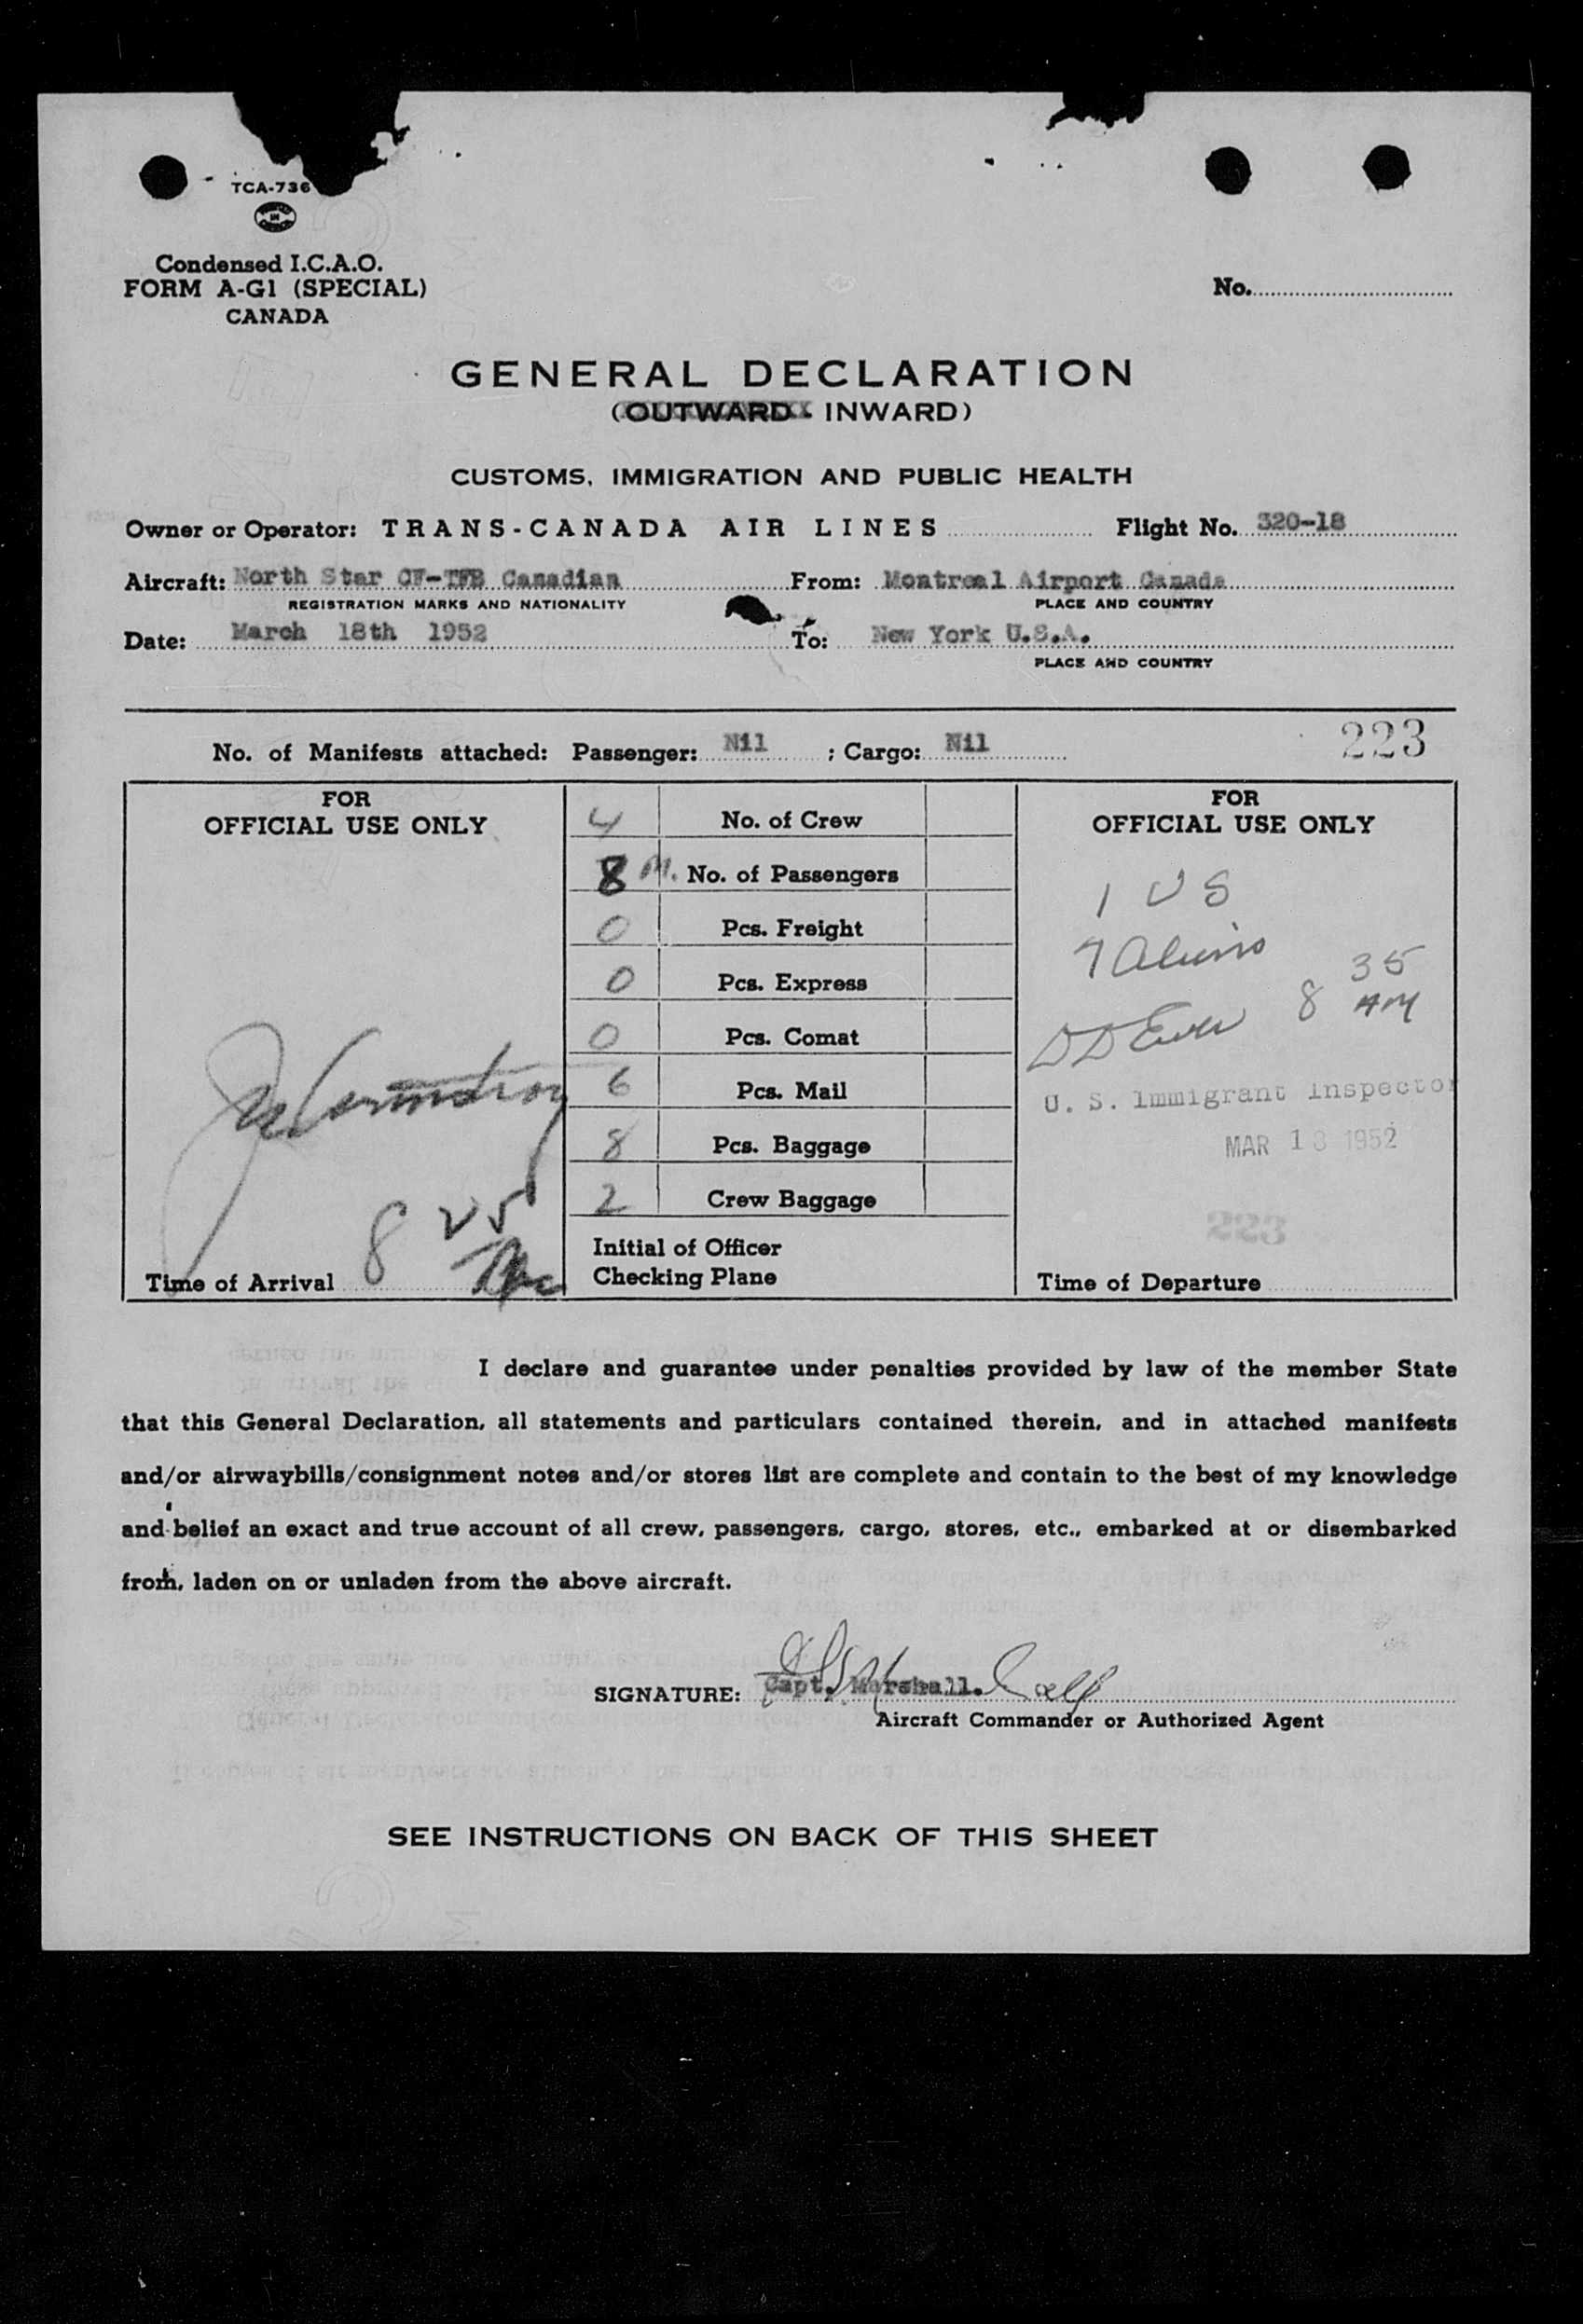 TCA-736
Condensed I.C.A.O.
FORM A-G1 (SPECIAL)
CANADA
No.
GENERAL DECLARATION
(OUTWARD - INWARD)
CUSTOMS, IMMIGRATION AND PUBLIC HEALTH
Owner or Operator: TRANS-CANADA AIR LINES Flight No. 320-18
Aircraft: North Star CF-TFB Canadian From: Montreal Airport Canada
REGISTRATION MARKS AND NATIONALITY PLACE AND COUNTRY
Date: March 18th 1952 To: New York U.S.A.
PLACE AND COUNTRY
No. of Manifests attached: Passenger: Nil ; Cargo: Nil 223
FOR
OFFICIAL USE ONLY
4 No. of Crew
8 M. No. of Passengers
0 Pcs. Freight
0 Pcs. Express
0 Pcs. Comat
6 Pcs. Mail
8 Pcs. Baggage
2 Crew Baggage
Initial of Officer
Checking Plane
8 25
Time of Arrival
FOR
OFFICIAL USE ONLY
1 US
7 Aliens
8 35 AM
U. S. Immigrant Inspector
MAR 18 1952
223
Time of Departure
I declare and guarantee under penalties provided by law of the member State
that this General Declaration, all statements and particulars contained therein, and in attached manifests
and/or airwaybills/consignment notes and/or stores list are complete and contain to the best of my knowledge
and belief an exact and true account of all crew, passengers, cargo, stores, etc., embarked at or disembarked
from, laden on or unladen from the above aircraft.
SIGNATURE: Capt. Marshall.
Aircraft Commander or Authorized Agent
SEE INSTRUCTIONS ON BACK OF THIS SHEET